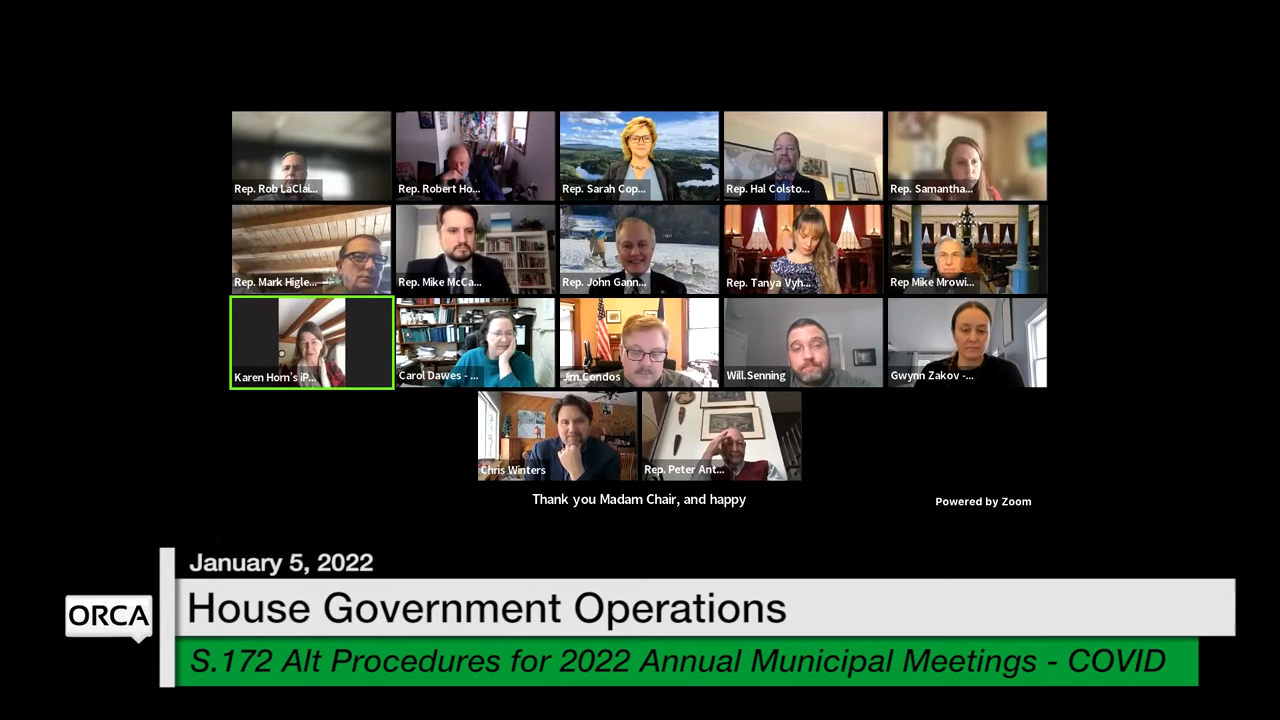 Rep. Rob LaClai...
Rep. Robert Ho...
Rep. Sarah Cop...
Rep. Hal Colsto...
Rep. Samantha...
Rep. Mark Higle...
Rep. Mike McCa...
Rep. John Gann...
Rep. Tanya Vyh...
Rep Mike Mrowi...
Karen Horn's iP...
Carol Dawes - ...
Jim.Condos
Will.Senning
Gwynn Zakov -...
Chris Winters
Rep. Peter Ant...
Thank you Madam Chair, and happy
Powered by Zoom
January 5, 2022
ORCA
House Government Operations
S.172 Alt Procedures for 2022 Annual Municipal Meetings - COVID